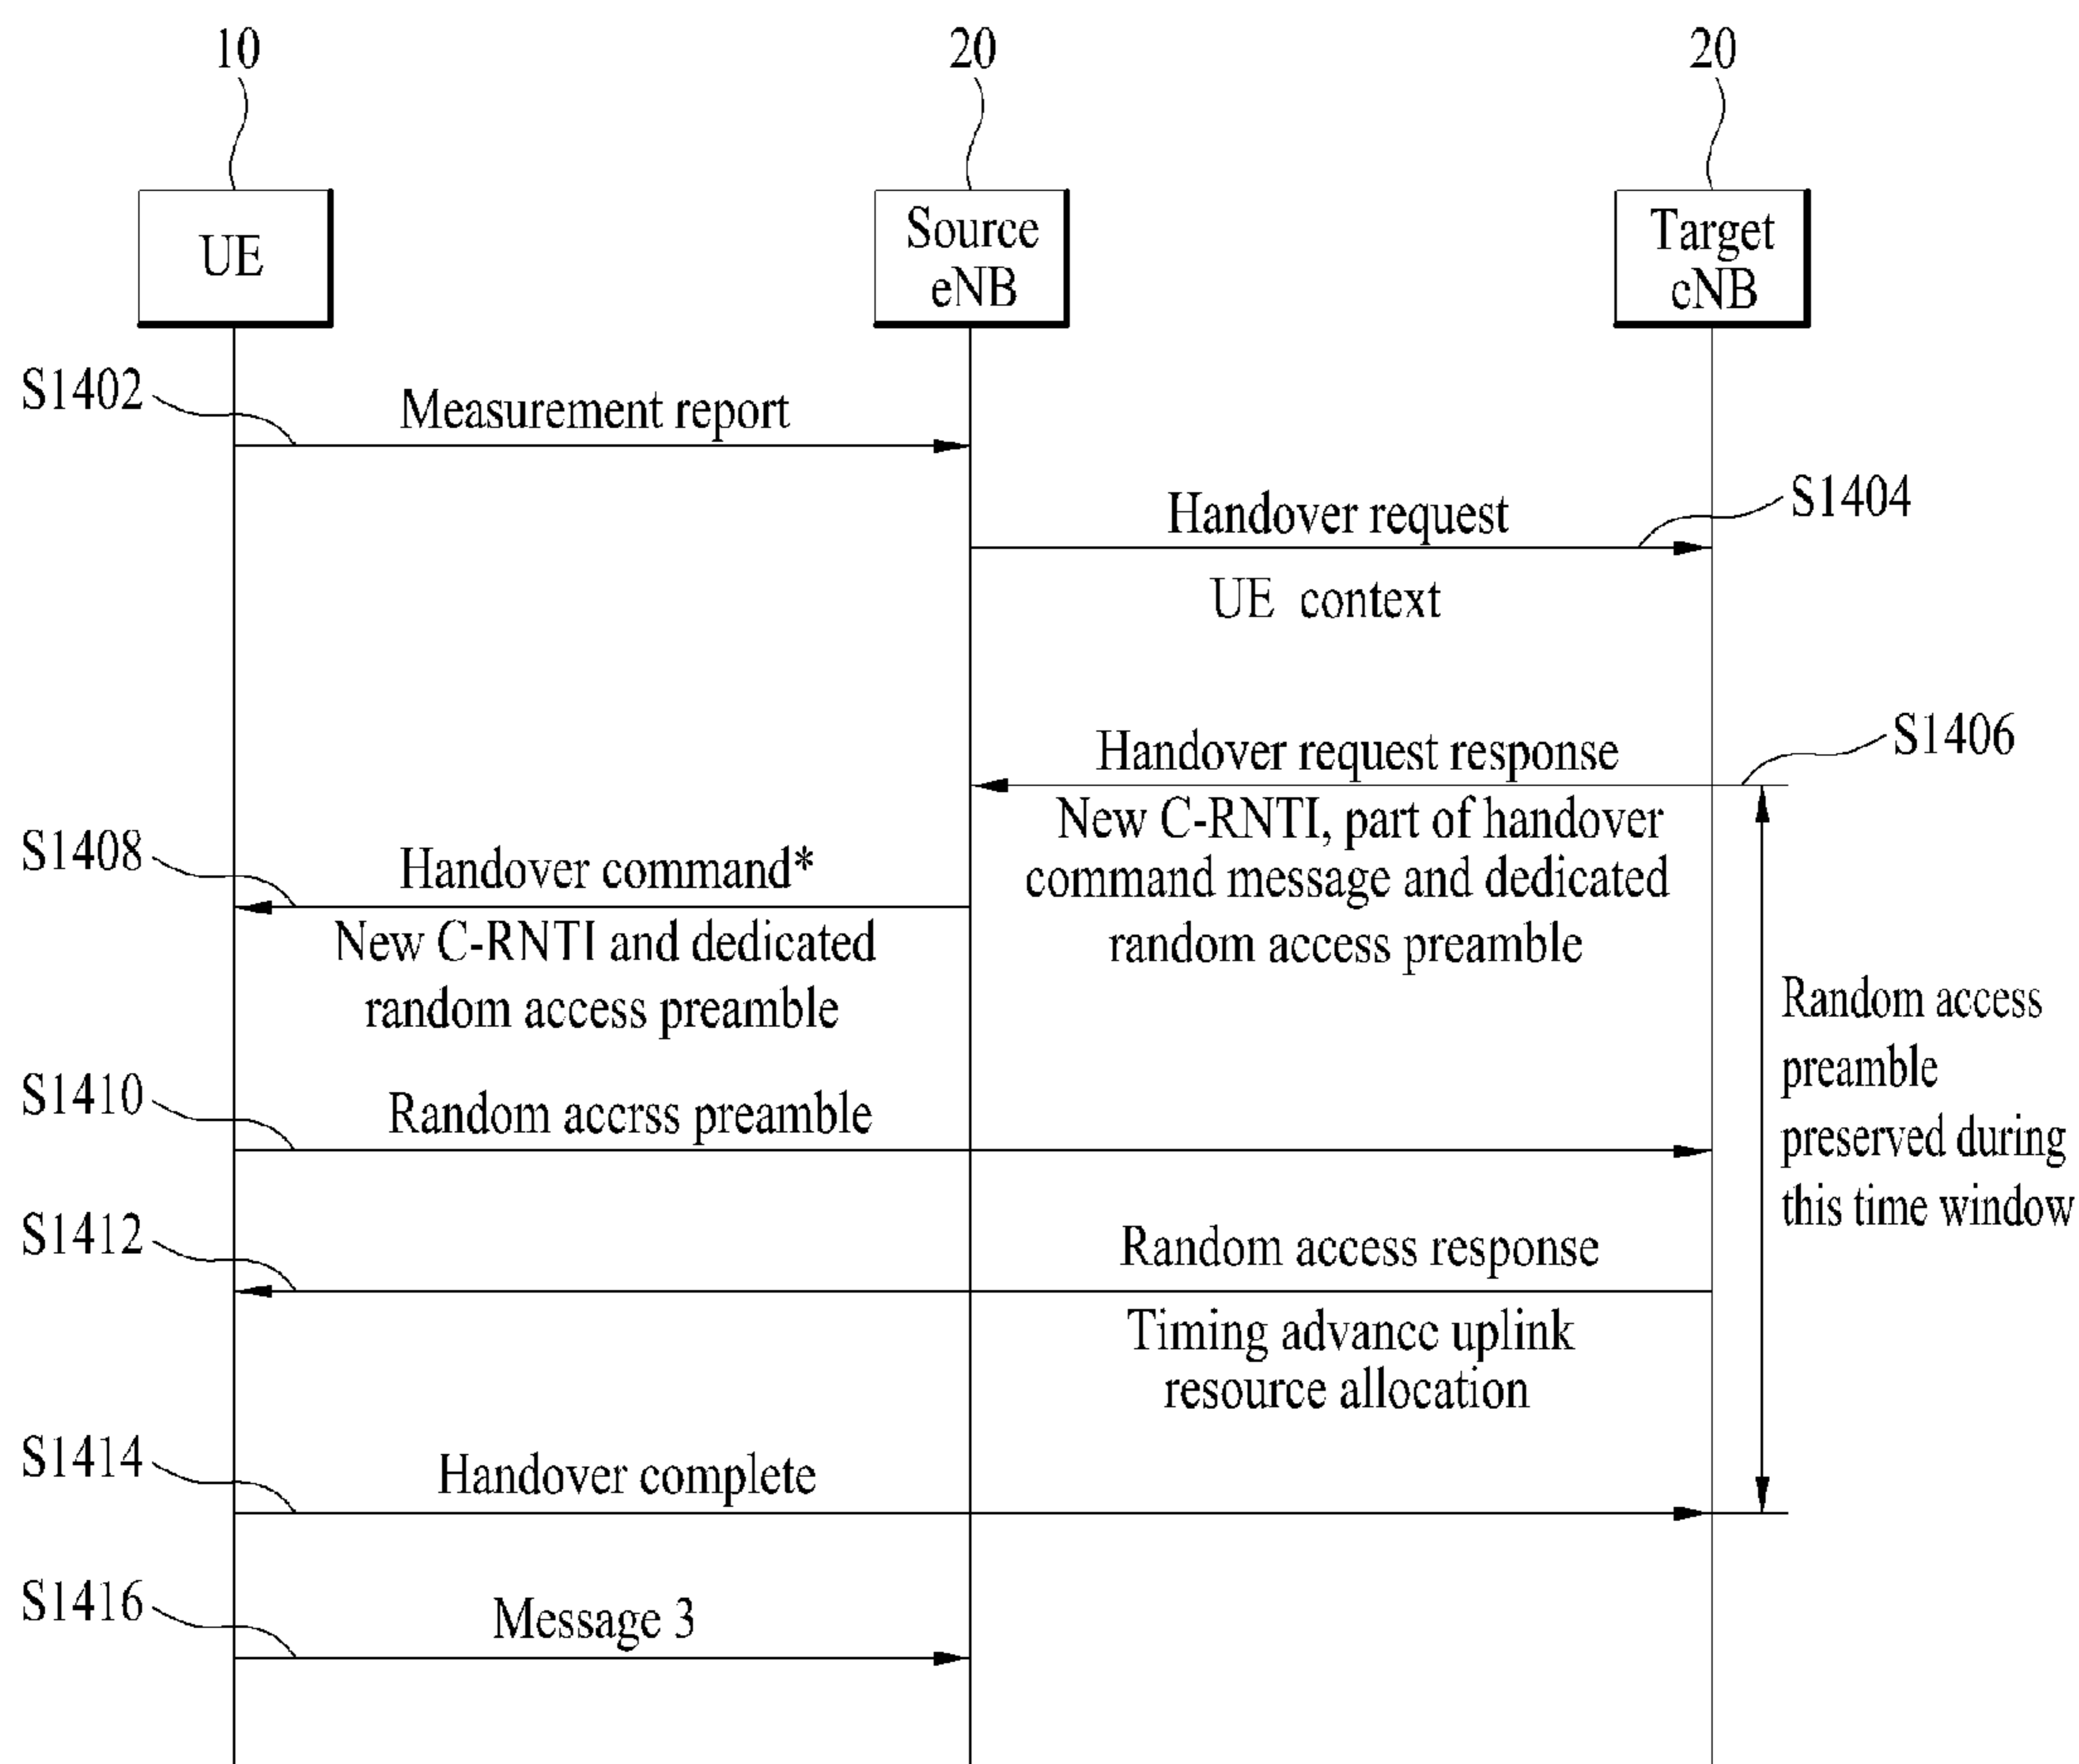 10
20
20
UE
Source
eNB
Target
cNB
S1402
Measurement report
Handover request
S1404
UE context
Handover request response
S1406
New C-RNTI, part of handover
command message and dedicated
random access preamble
S1408
Handover command*
New C-RNTI and dedicated
random access preamble
Random access
preamble
preserved during
this time window
S1410
Random accrss preamble
S1412
Random access response
Timing advance uplink
resource allocation
S1414
Handover complete
S1416
Message 3